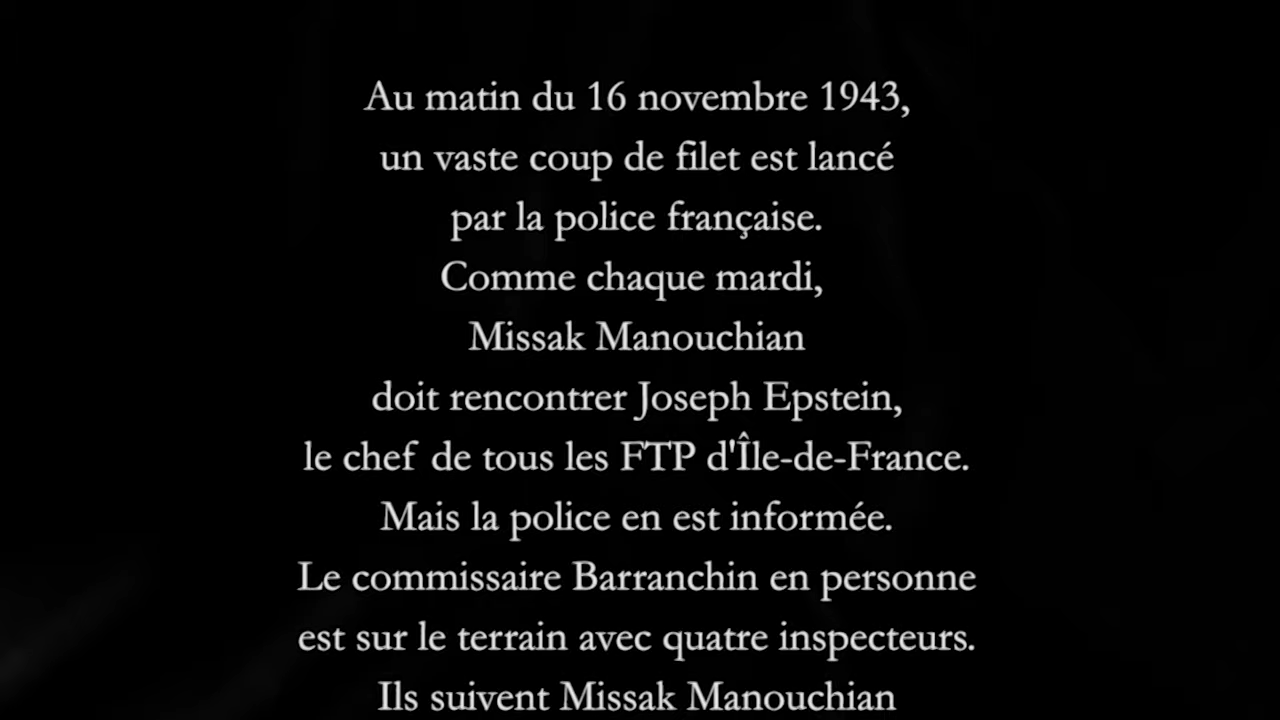 Au matin du 16 novembre 1943,
un vaste coup de filet est lancé
par la police française.
Comme chaque mardi,
Missak Manouchian
doit rencontrer Joseph Epstein,
le chef de tous les FTP d'Île-de-France.
Mais la police en est informée.
Le commissaire Barranchin en personne
est sur le terrain avec quatre inspecteurs.
Ils suivent Missak Manouchian